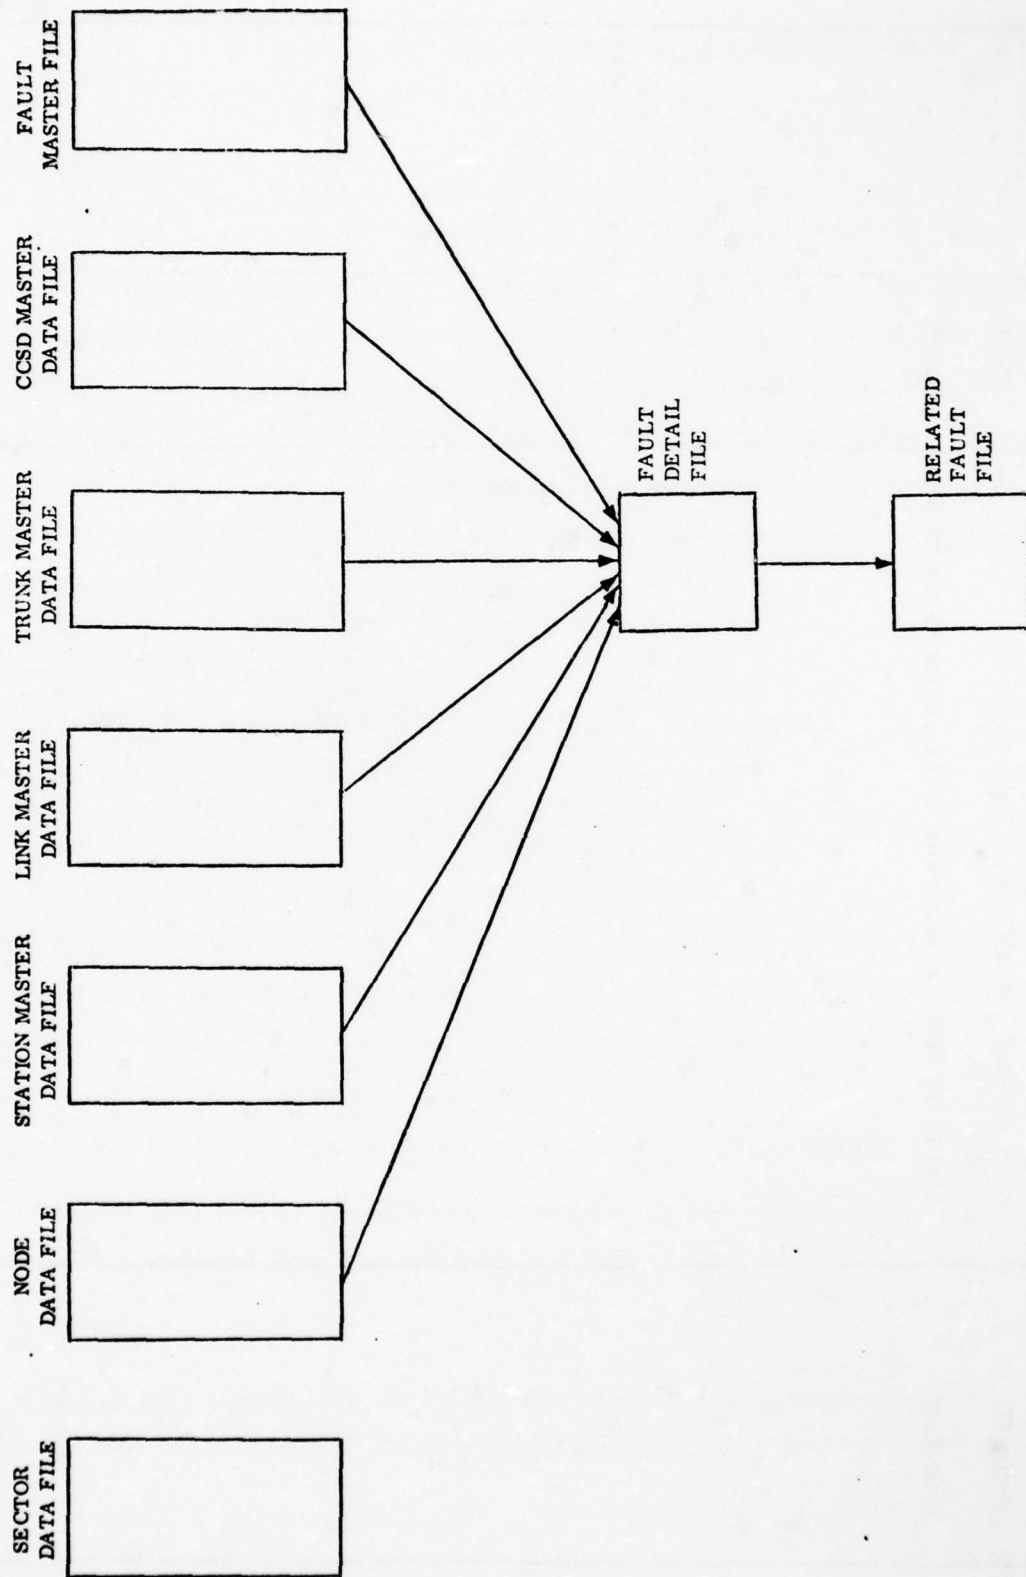 SECTOR
DATA FILE
NODE
DATA FILE
STATION MASTER
DATA FILE
LINK MASTER
DATA FILE
TRUNK MASTER
DATA FILE
CCSD MASTER
DATA FILE
FAULT
MASTER FILE
FAULT
DETAIL
FILE
RELATED
FAULT
FILE